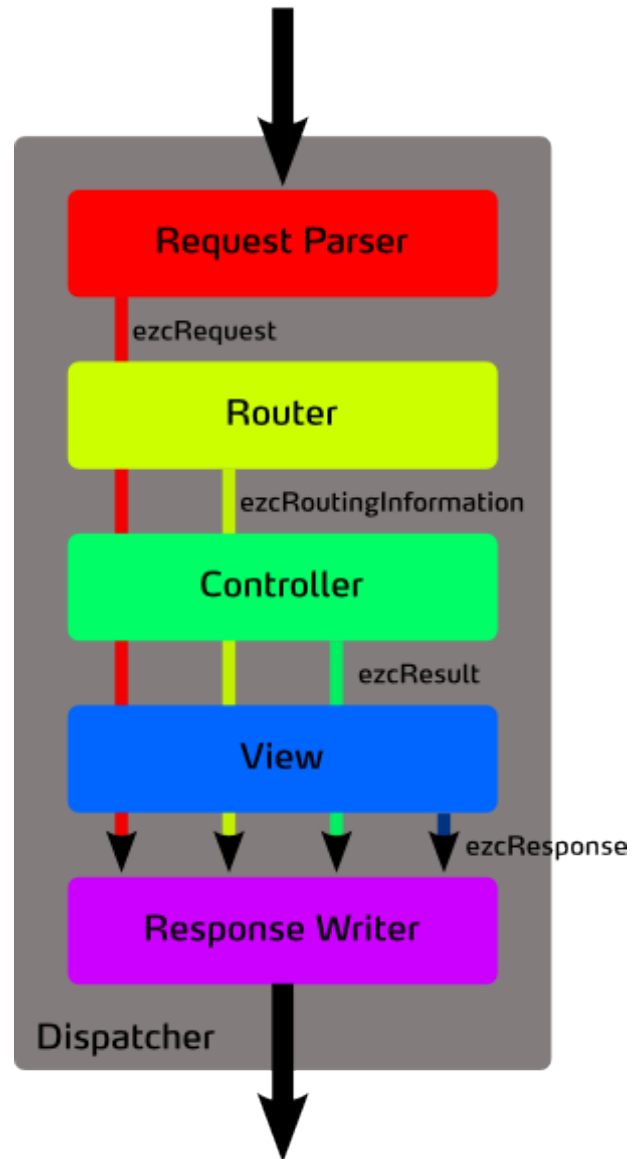 Request Parser
ezcRequest
Router
ezcRoutingInformation
Controller
ezcResult
View
ezcResponse
Response Writer
Dispatcher